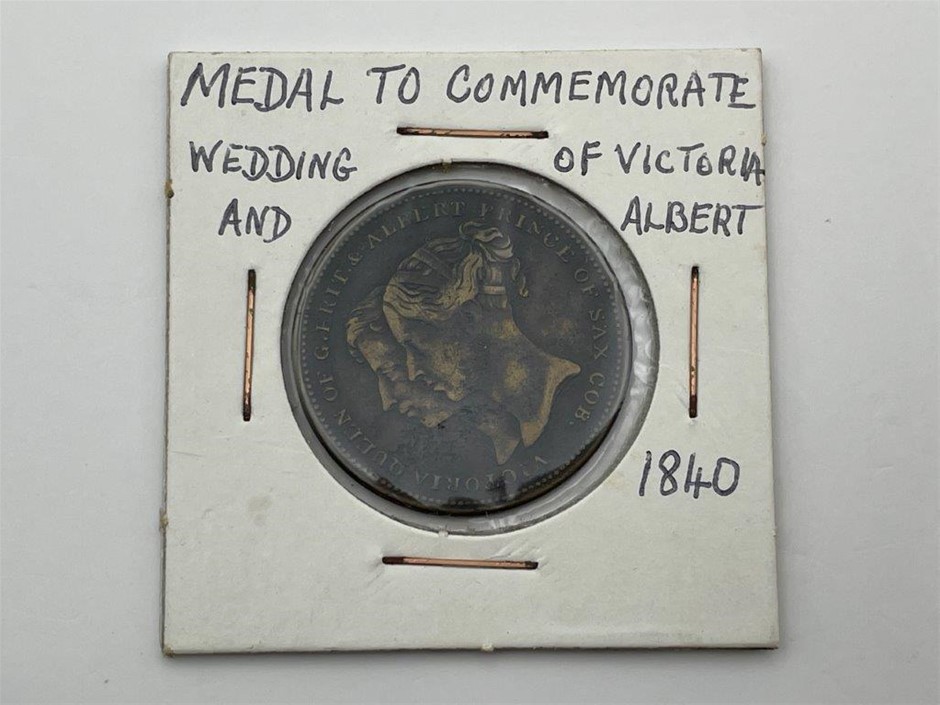 MEDAL TO COMMEMORATE
WEDDING OF VICTORIA
AND ALBERT
VICTORIA QUEEN OF G. BRIT. & ALBERT PRINCE OF SAX COB.
1840